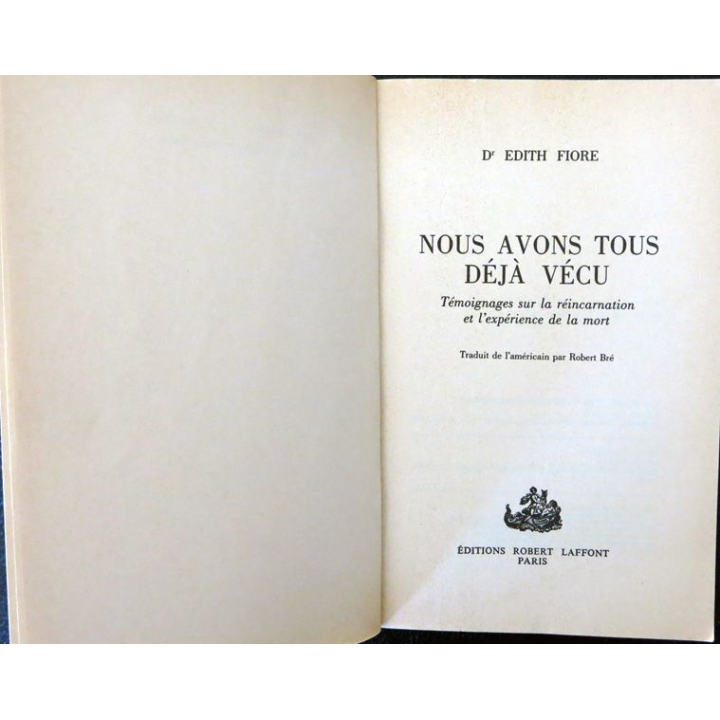 Dr EDITH FIORE
NOUS AVONS TOUS
DÉJÀ VÉCU
Témoignages sur la réincarnation
et l'expérience de la mort
Traduit de l'américain par Robert Bré
ÉDITIONS ROBERT LAFFONT
PARIS